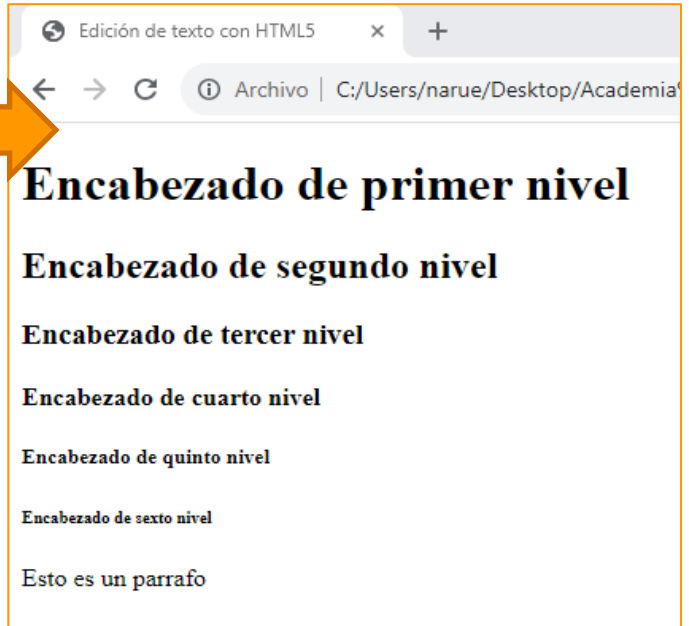 Edición de texto con HTML5
Archivo | C:/Users/narue/Desktop/Academia
Encabezado de primer nivel
Encabezado de segundo nivel
Encabezado de tercer nivel
Encabezado de cuarto nivel
Encabezado de quinto nivel
Encabezado de sexto nivel
Esto es un parrafo